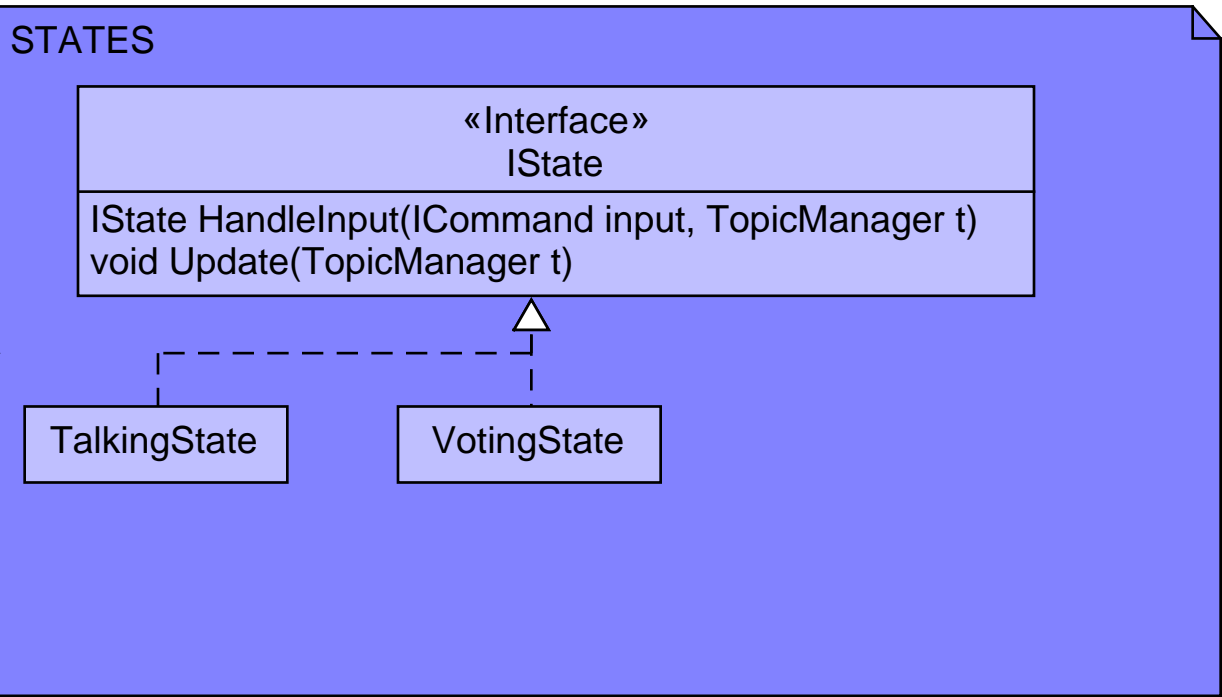 STATES
«Interface»
IState
IState HandleInput(ICommand input, TopicManager t)
void Update(TopicManager t)
TalkingState
VotingState